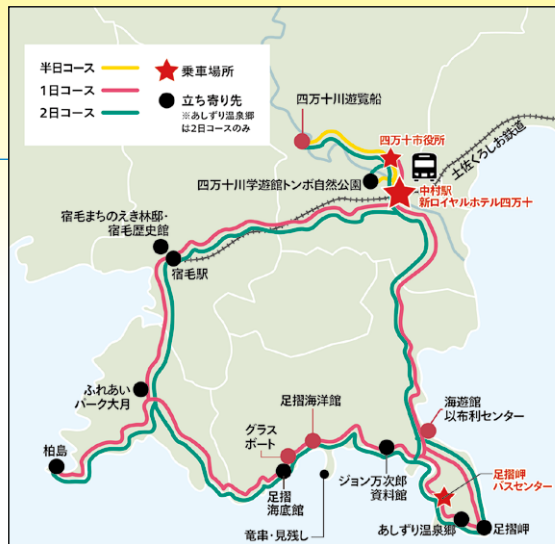 半日コース
1日コース
2日コース
乗車場所
立ち寄り先
※あしずり温泉郷
は2日コースのみ
四万十川遊覧船
四万十市役所
土佐くろしお鉄道
四万十川学遊館トンボ自然公園
中村駅
新ロイヤルホテル四万十
宿毛まちのえき林邸・
宿毛歴史館
宿毛駅
ふれあい
パーク大月
柏島
足摺海洋館
グラス
ボート
足摺
海底館
竜串・見残し
ジョン万次郎
資料館
海遊館
以布利センター
足摺岬
バスセンター
あしずり温泉郷
足摺岬